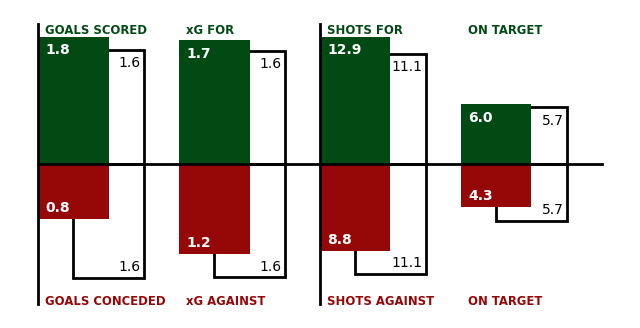 GOALS SCORED xG FOR SHOTS FOR ON TARGET
1.8 1.6 1.7 1.6 12.9 11.1 6.0 5.7
0.8 1.6 1.2 1.6 8.8 11.1 4.3 5.7
GOALS CONCEDED xG AGAINST SHOTS AGAINST ON TARGET